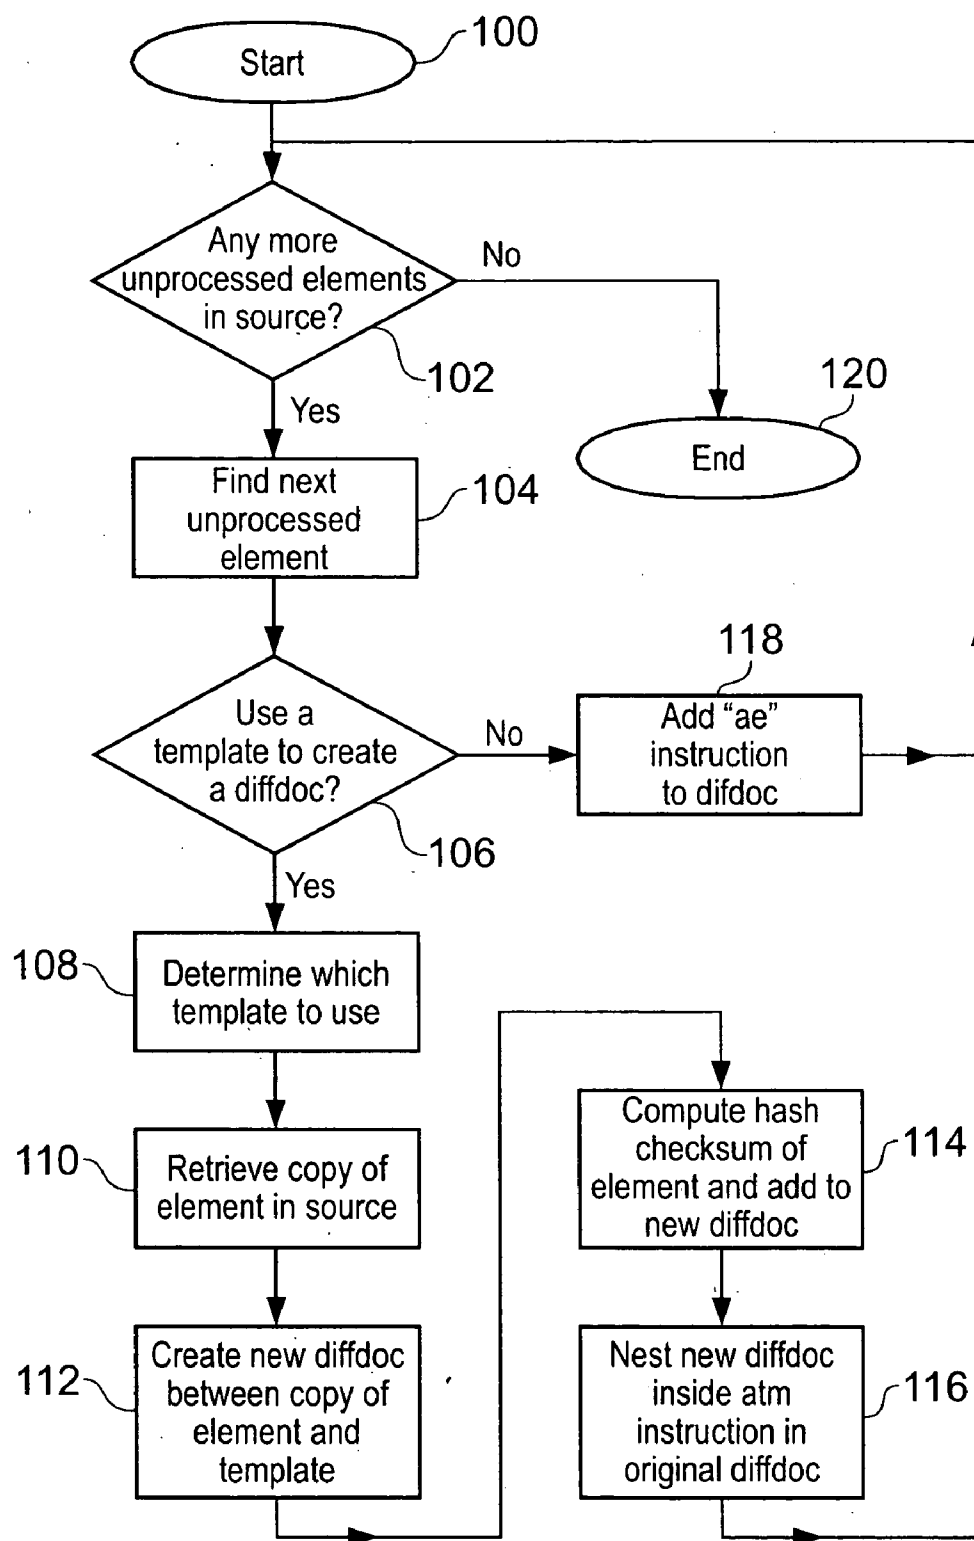 Start
100
Any more
unprocessed elements
in source?
102
No
Yes
120
End
Find next
unprocessed
element
104
Use a
template to create
a diffdoc?
106
No
Yes
118
Add “ae”
instruction
to difdoc
108
Determine which
template to use
110
Retrieve copy of
element in source
112
Create new diffdoc
between copy of
element and
template
Compute hash
checksum of
element and add to
new diffdoc
114
Nest new diffdoc
inside atm
instruction in
original diffdoc
116